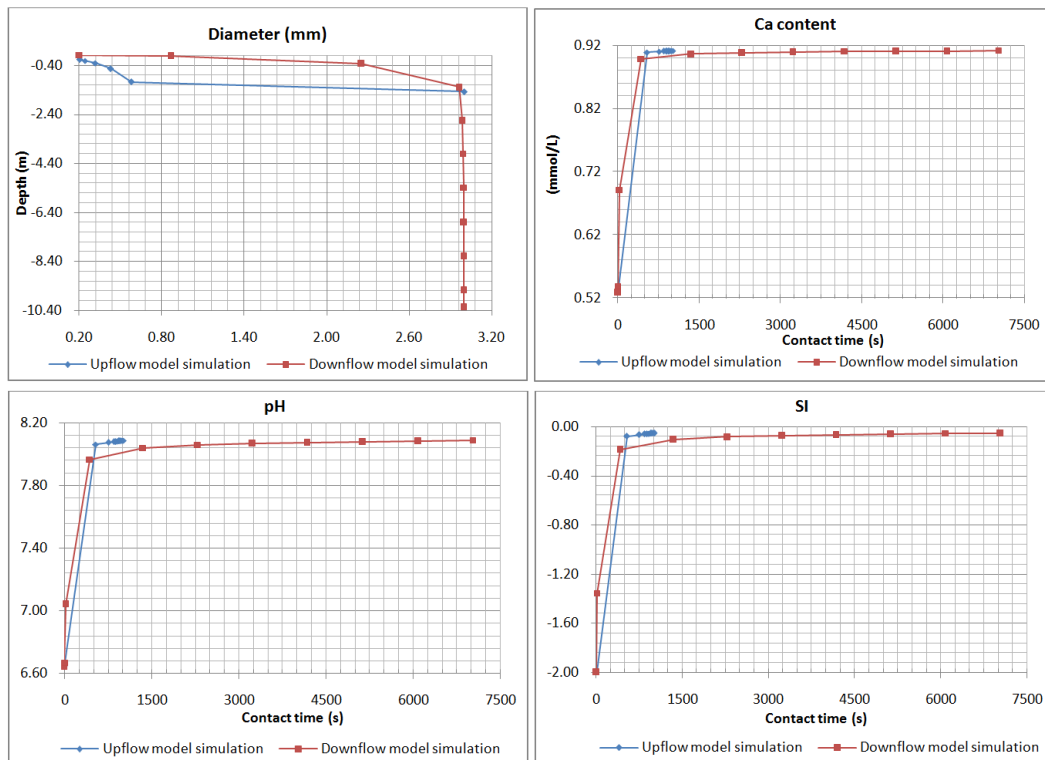 Diameter (mm)
Depth (m)
-0.40
-2.40
-4.40
-6.40
-8.40
-10.40
0.20 0.80 1.40 2.00 2.60 3.20
Upflow model simulation Downflow model simulation
Ca content
(mmol/L)
0.92
0.82
0.72
0.62
0.52
0 1500 3000 4500 6000 7500
Contact time (s)
Upflow model simulation Downflow model simulation
pH
8.20
7.80
7.40
7.00
6.60
0 1500 3000 4500 6000 7500
Contact time (s)
Upflow model simulation Downflow model simulation
SI
0.00
-0.40
-0.80
-1.20
-1.60
-2.00
0 1500 3000 4500 6000 7500
Contact time (s)
Upflow model simulation Downflow model simulation